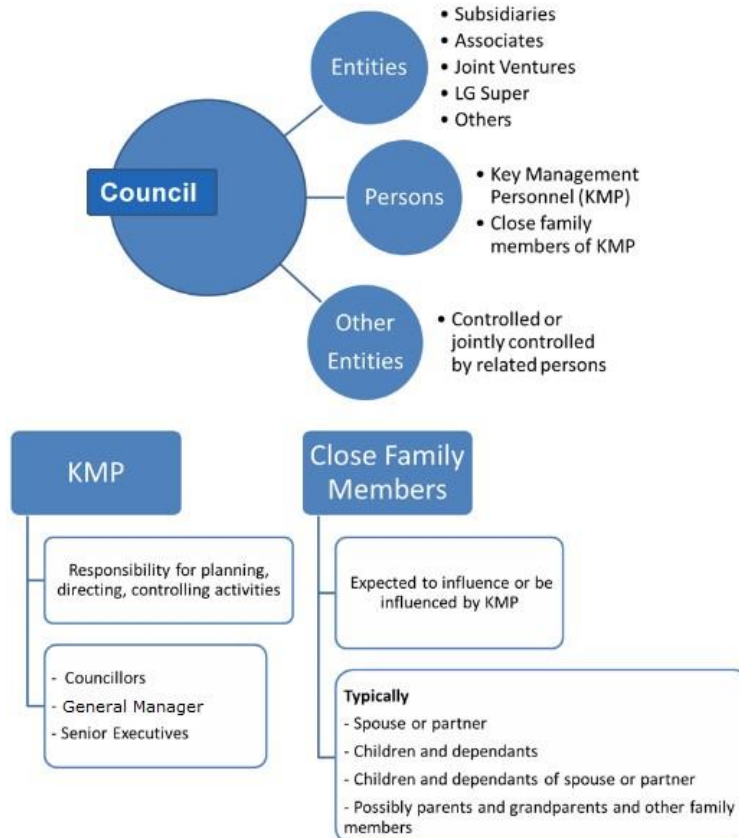 Council
Entities
• Subsidiaries
• Associates
• Joint Ventures
• LG Super
• Others
Persons
• Key Management
Personnel (KMP)
• Close family
members of KMP
Other
Entities
• Controlled or
jointly controlled
by related persons
KMP
Responsibility for planning,
directing, controlling activities
- Councillors
- General Manager
- Senior Executives
Close Family
Members
Expected to influence or be
influenced by KMP
Typically
- Spouse or partner
- Children and dependants
- Children and dependants of spouse or partner
- Possibly parents and grandparents and other family
members